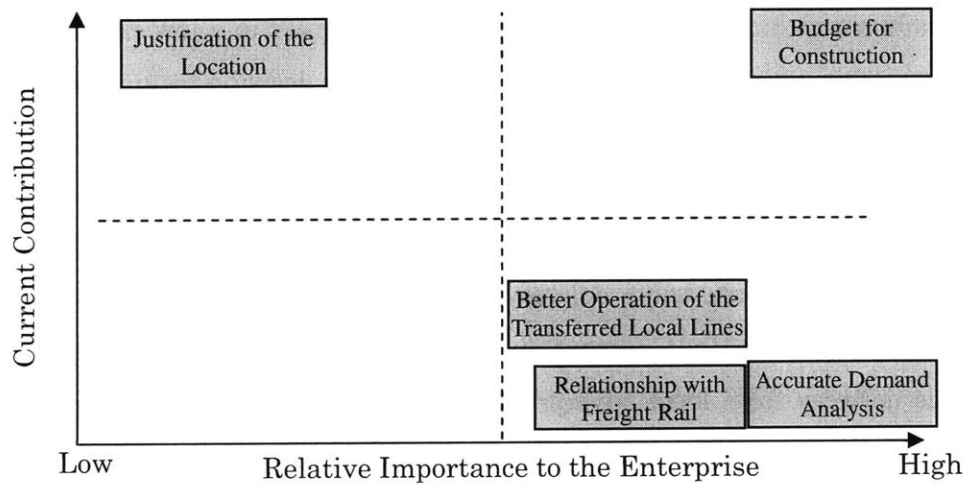 Justification of the
Location
Budget for
Construction
Current Contribution
Better Operation of the
Transferred Local Lines
Relationship with
Freight Rail
Accurate Demand
Analysis
Low
Relative Importance to the Enterprise
High